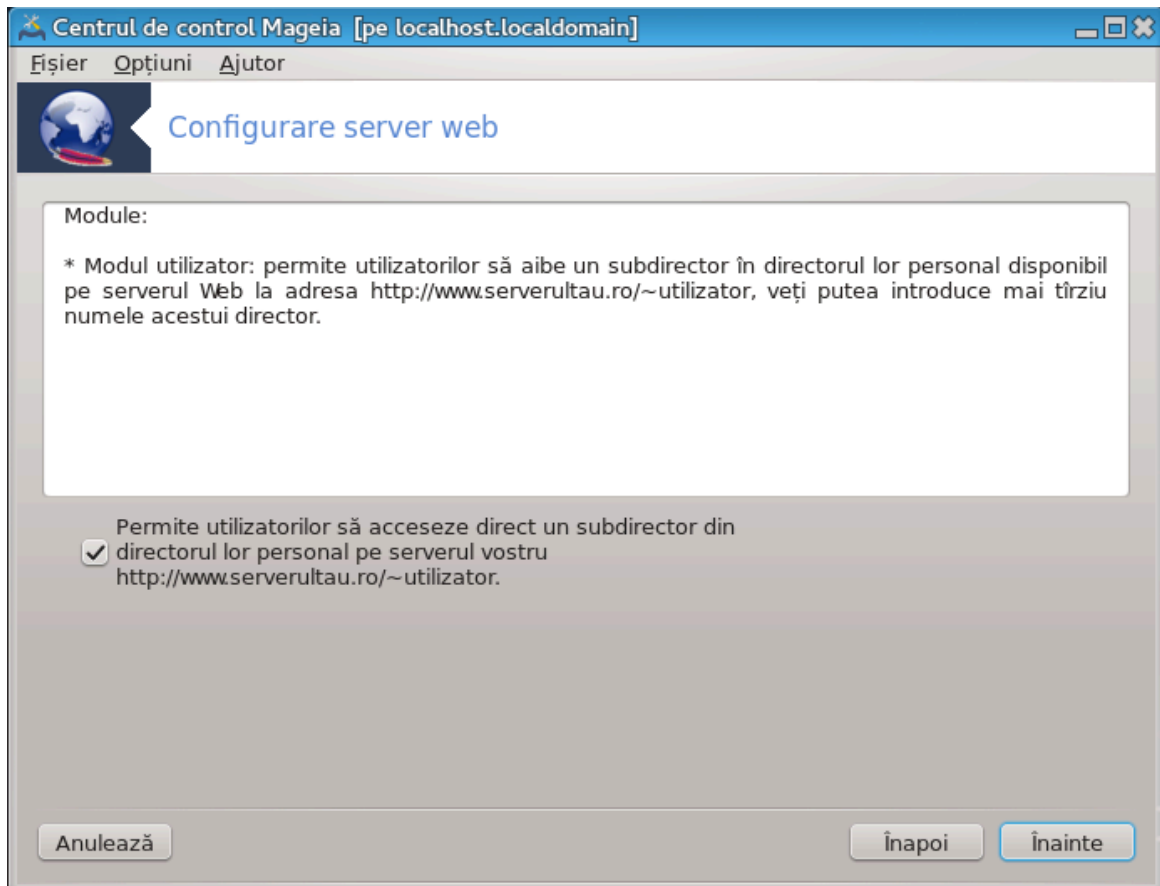 Centrul de control Mageia [pe localhost.localdomain]
Fișier Opțiuni Ajutor
Configurare server web
Module:
* Modul utilizator: permite utilizatorilor să aibe un subdirector în directorul lor personal disponibil
pe serverul Web la adresa http://www.serverultau.ro/~utilizator, veți putea introduce mai tîrziu
numele acestui director.
Permite utilizatorilor să acceseze direct un subdirector din
directorul lor personal pe serverul vostru
http://www.serverultau.ro/~utilizator.
Anulează Înapoi Înainte